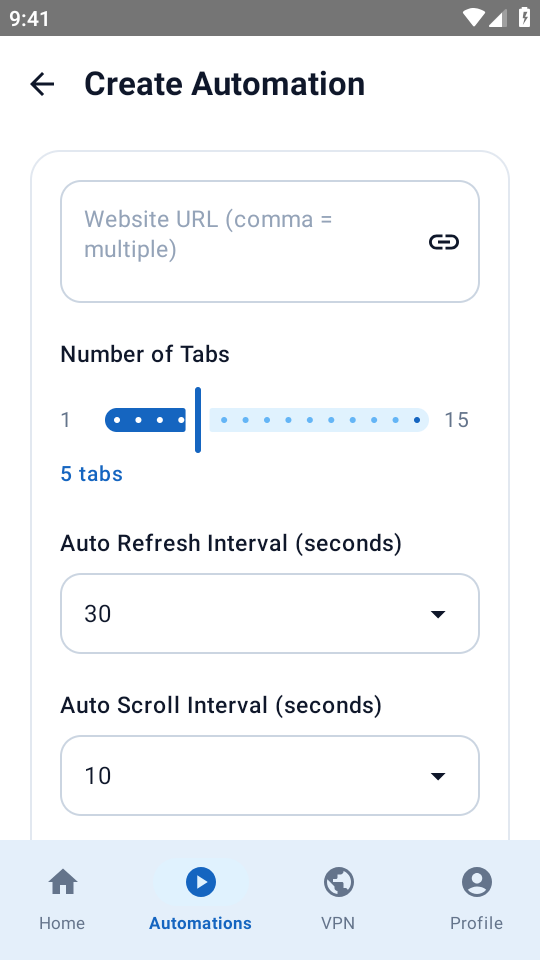 9:41
Create Automation
Website URL (comma =
multiple)
Number of Tabs
1
15
5 tabs
Auto Refresh Interval (seconds)
30
Auto Scroll Interval (seconds)
10
Home
Automations
VPN
Profile